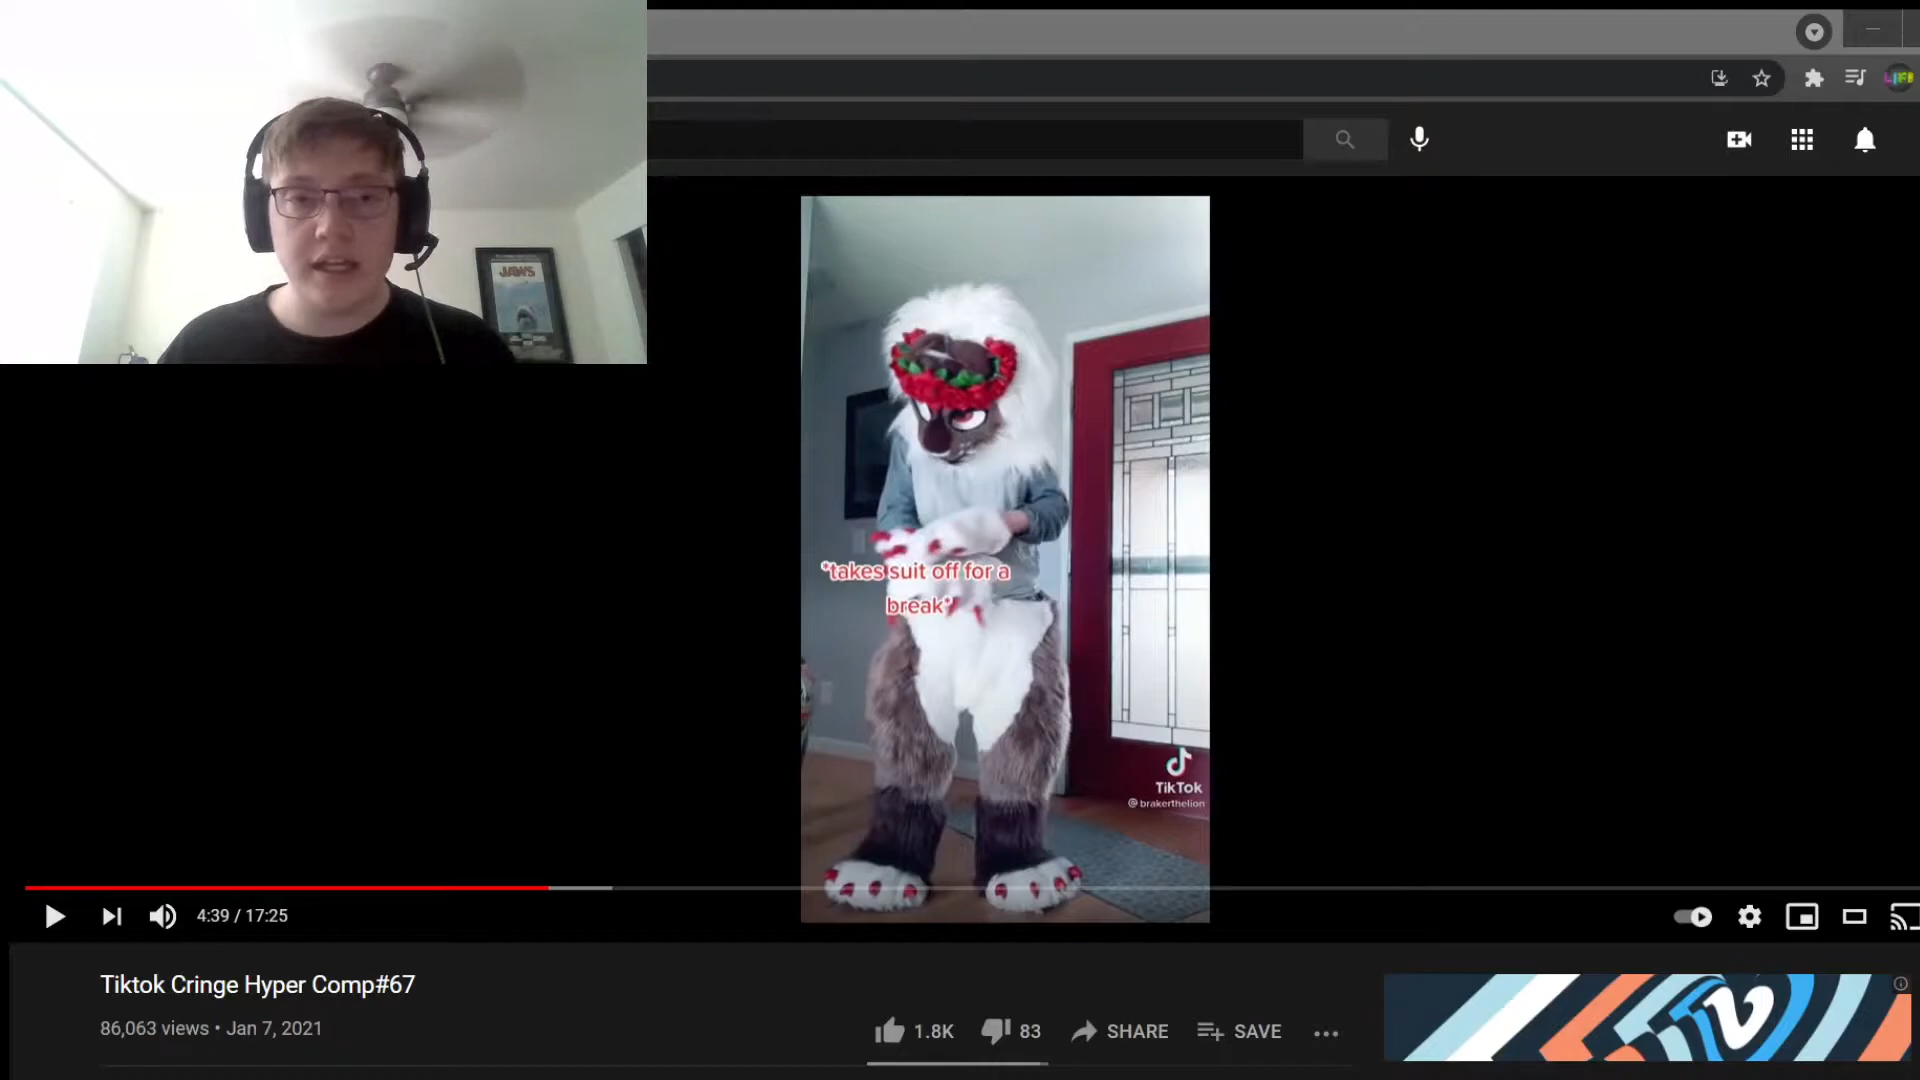 JAWS
*takes suit off for a
break*
TikTok
@brakerthelion
4:39 / 17:25
Tiktok Cringe Hyper Comp#67
86,063 views • Jan 7, 2021
1.8K
83
SHARE
SAVE